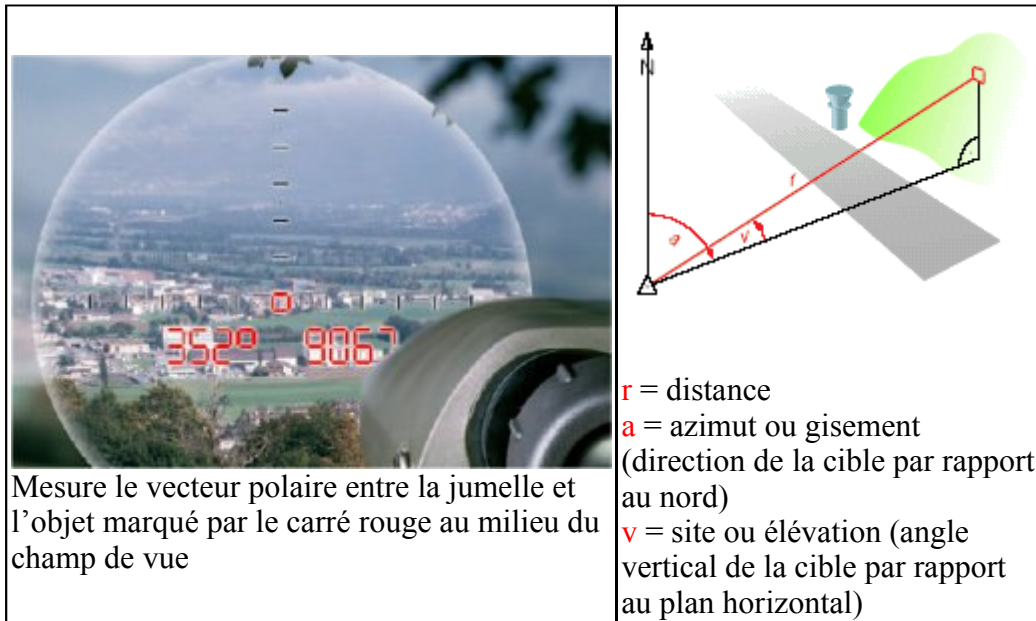 352° 9067
Mesure le vecteur polaire entre la jumelle et
l'objet marqué par le carré rouge au milieu du
champ de vue
N
r
a
v
r = distance
a = azimut ou gisement
(direction de la cible par rapport
au nord)
v = site ou élévation (angle
vertical de la cible par rapport
au plan horizontal)